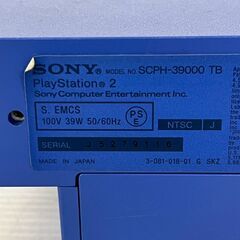 SONY MODEL NO. SCPH-39000 TB
PlayStation® 2
Sony Computer Entertainment Inc.
S. EMCS
100V 39W 50/60Hz
PS E
NTSC J
SERIAL
MADE IN JAPAN 3-081-018-01 G SKZ